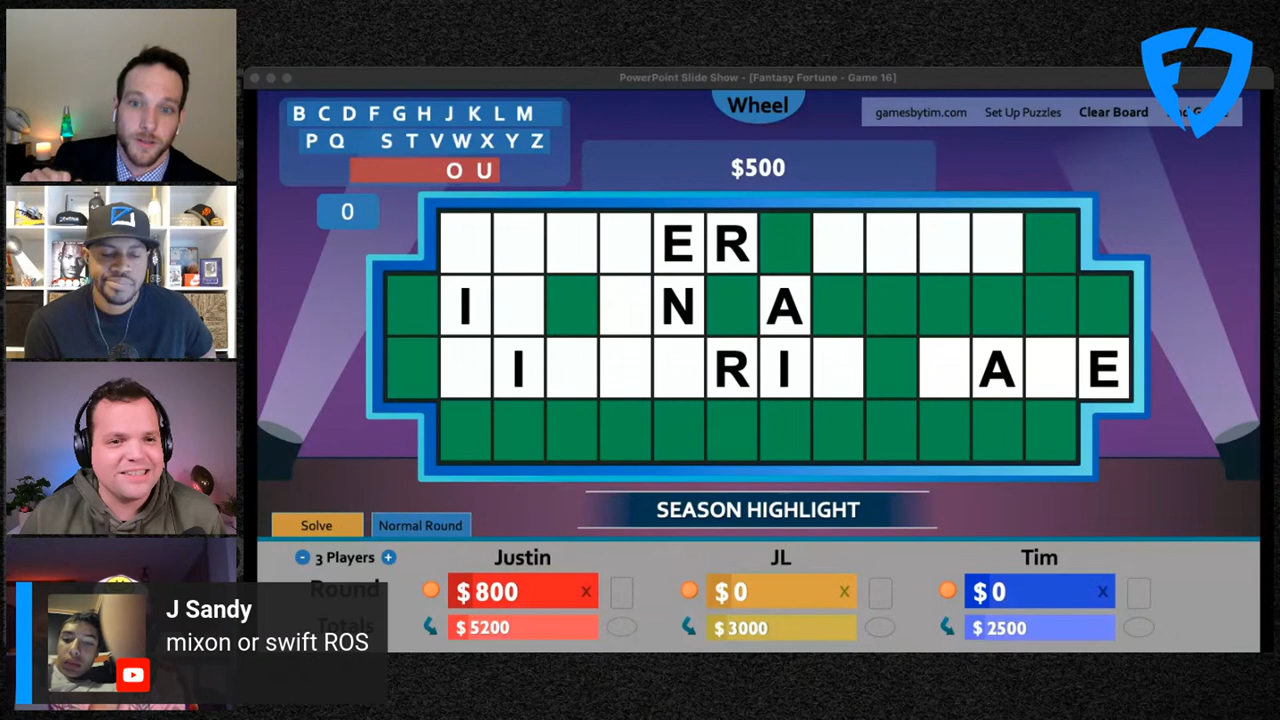 PowerPoint Slide Show - [Fantasy Fortune - Game 16]
B C D F G H J K L M
P Q S T V W X Y Z
O U
Wheel
gamesbytim.com Set Up Puzzles Clear Board
$500
0
E R
I N A
I R I A E
SEASON HIGHLIGHT
Solve Normal Round
- 3 Players +
Justin JL Tim
Round $ 800 x $ 0 x $ 0 x
Totals $ 5200 $ 3000 $ 2500
J Sandy
mixon or swift ROS